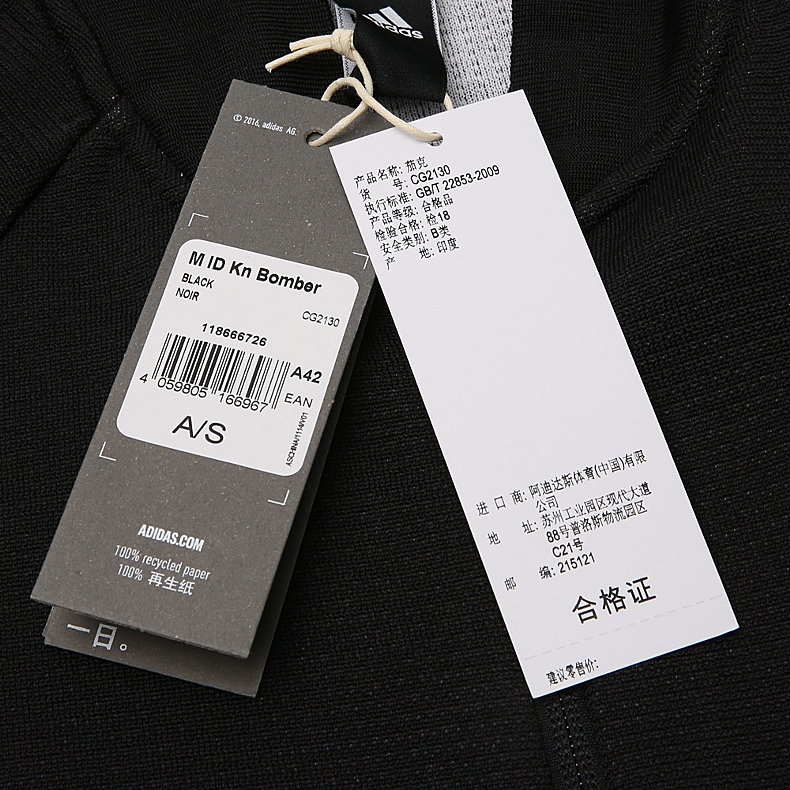 adidas
© 2016, adidas AG.
M ID Kn Bomber
BLACK
NOIR
CG2130
118666726
A42
4 059805 166967
EAN
A/S
ASCHINA/1114/V01
ADIDAS.COM
100% recycled paper
100% 再生纸
一日。
产品名称: 茄克
货 号: CG2130
执行标准: GB/T 22853-2009
产品等级: 合格品
检验合格: 检18
安全类别: B类
产 地: 印度
进 口 商: 阿迪达斯体育(中国)有限
公司
地 址: 苏州工业园区现代大道
88号普洛斯物流园区
C21号
邮 编: 215121
合格证
建议零售价: